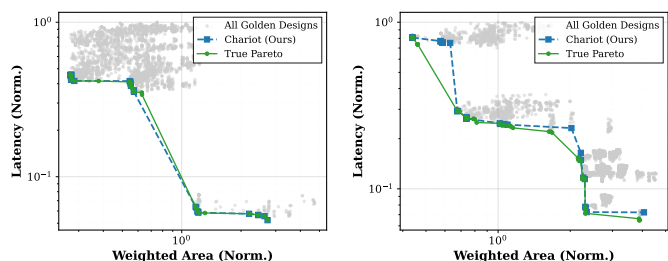 All Golden Designs
Chariot (Ours)
True Pareto
10⁰
10⁻¹
Latency (Norm.)
10⁰
Weighted Area (Norm.)
All Golden Designs
Chariot (Ours)
True Pareto
10⁰
10⁻¹
Latency (Norm.)
10⁰
Weighted Area (Norm.)